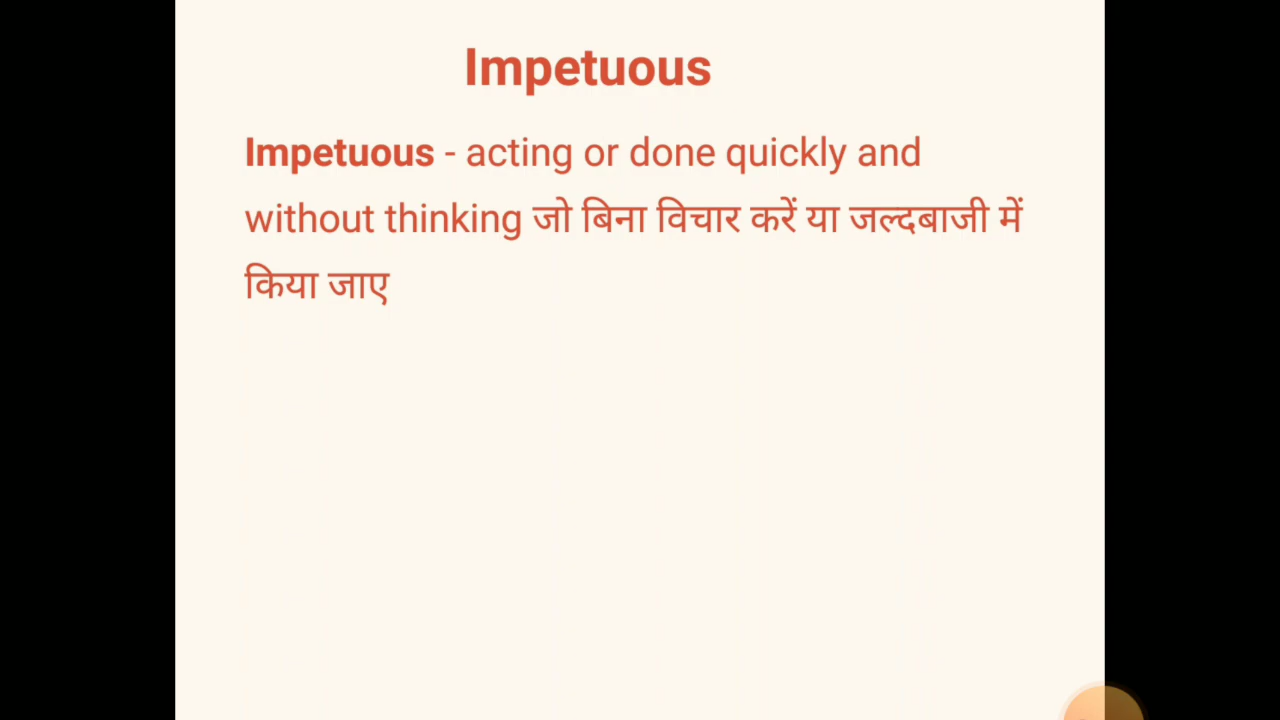 Impetuous
Impetuous - acting or done quickly and
without thinking जो बिना विचार करें या जल्दबाजी में
किया जाए